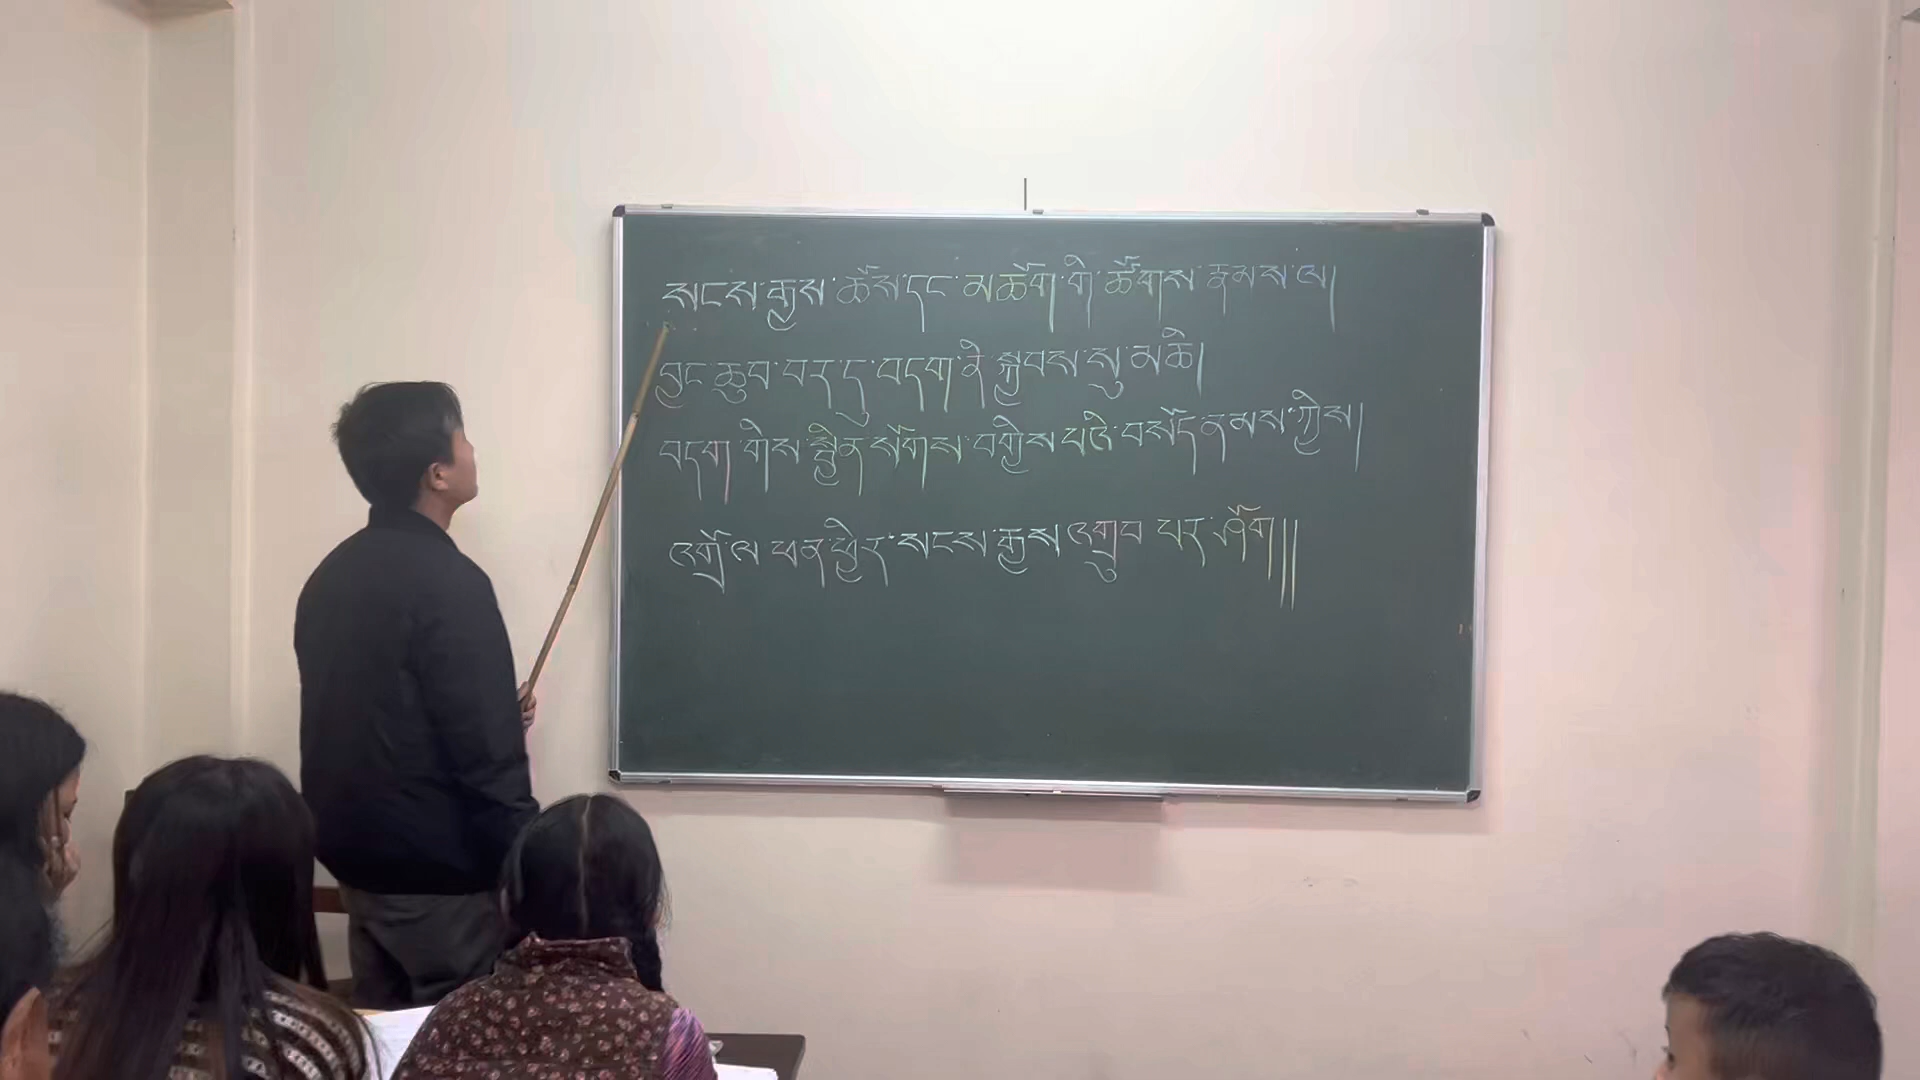 སངས་རྒྱས་ཆོས་དང་མཆོག་གི་ཚོགས་རྣམས་ལ།
བྱང་ཆུབ་བར་དུ་བདག་ནི་སྐྱབས་སུ་མཆི།
བདག་གིས་སྦྱིན་སོགས་བགྱིས་པའི་བསོད་ནམས་ཀྱིས།
འགྲོ་ལ་ཕན་ཕྱིར་སངས་རྒྱས་འགྲུབ་པར་ཤོག།།